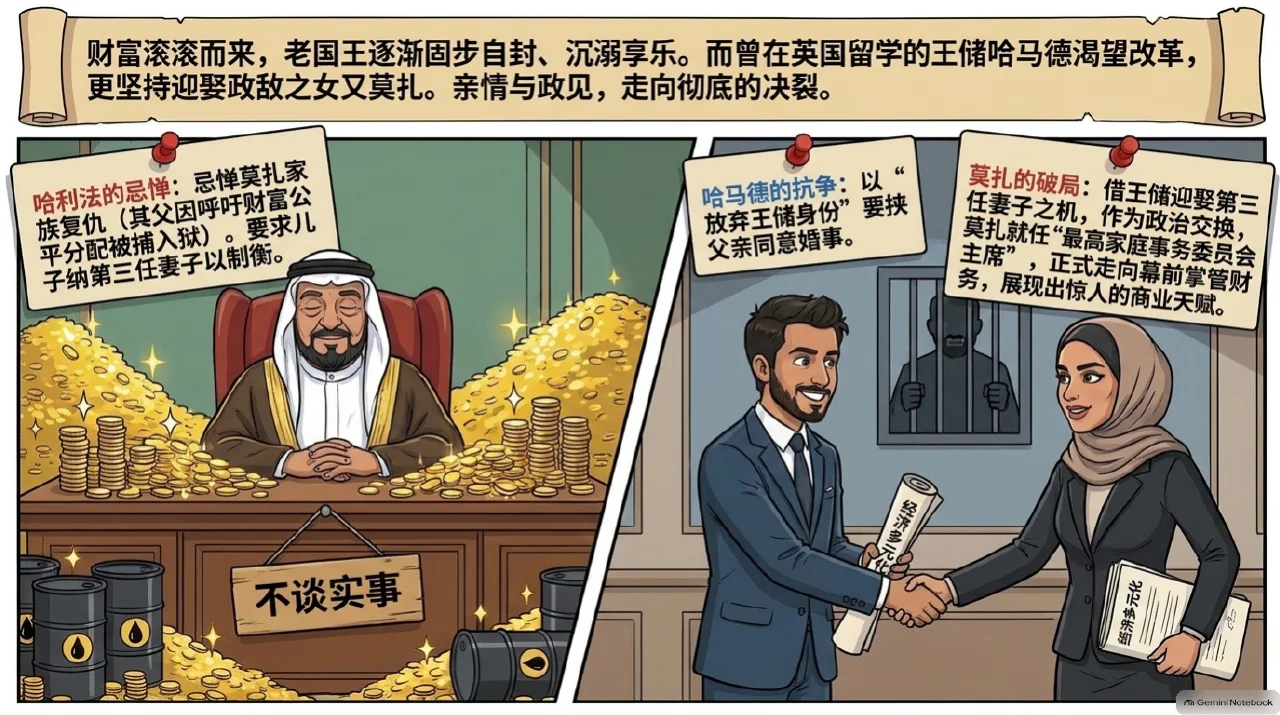 财富滚滚而来，老国王逐渐固步自封、沉溺享乐。而曾在英国留学的王储哈马德渴望改革，
更坚持迎娶政敌之女又莫扎。亲情与政见，走向彻底的决裂。
哈利法的忌惮：忌惮莫扎家
族复仇（其父因呼吁财富公
平分配被捕入狱）。要求儿
子纳第三任妻子以制衡。
哈马德的抗争：以“
放弃王储身份”要挟
父亲同意婚事。
莫扎的破局：借王储迎娶第三
任妻子之机，作为政治交换，
莫扎就任“最高家庭事务委员会
主席”，正式走向幕前掌管财
务，展现出惊人的商业天赋。
不谈实事
经济多元化
经济多元化
Gemini Notebook